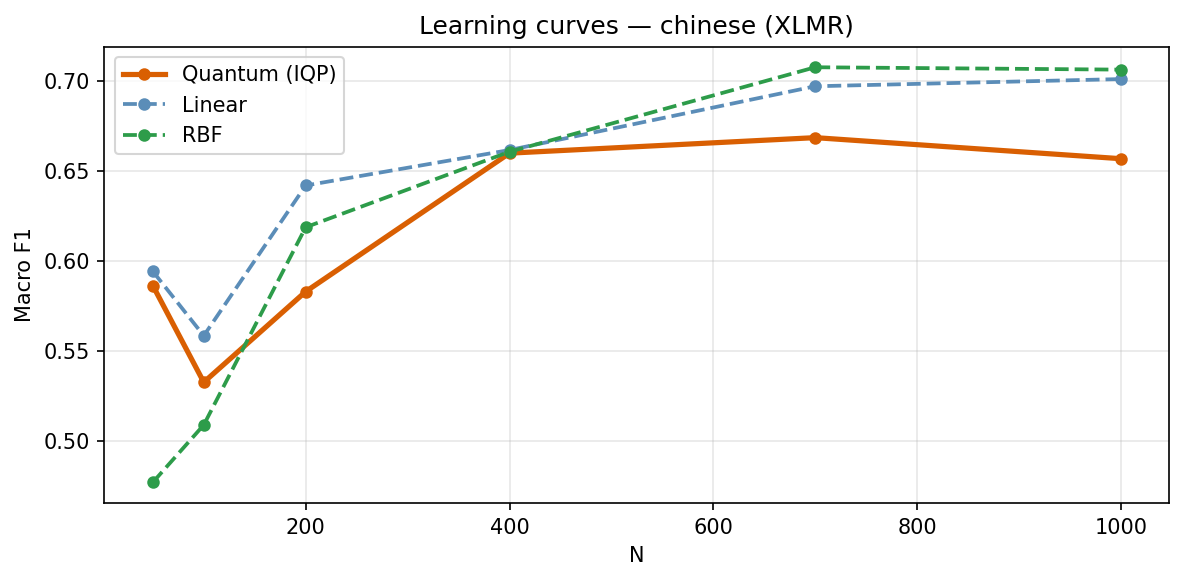 Learning curves — chinese (XLMR)
Quantum (IQP)
Linear
RBF
Macro F1
0.70
0.65
0.60
0.55
0.50
200 400 600 800 1000
N